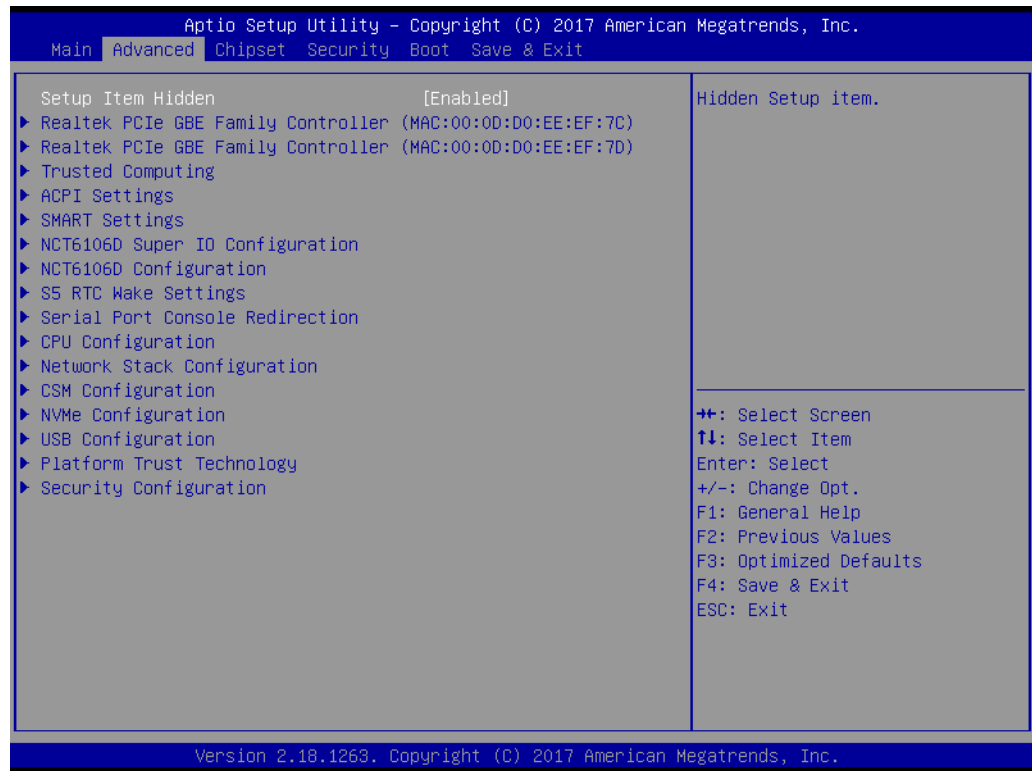 Aptio Setup Utility – Copyright (C) 2017 American Megatrends, Inc.
Main Advanced Chipset Security Boot Save & Exit
Setup Item Hidden [Enabled]
▶ Realtek PCIe GBE Family Controller (MAC:00:0D:D0:EE:EF:7C)
▶ Realtek PCIe GBE Family Controller (MAC:00:0D:D0:EE:EF:7D)
▶ Trusted Computing
▶ ACPI Settings
▶ SMART Settings
▶ NCT6106D Super IO Configuration
▶ NCT6106D Configuration
▶ S5 RTC Wake Settings
▶ Serial Port Console Redirection
▶ CPU Configuration
▶ Network Stack Configuration
▶ CSM Configuration
▶ NVMe Configuration
▶ USB Configuration
▶ Platform Trust Technology
▶ Security Configuration
Hidden Setup item.
→←: Select Screen
↑↓: Select Item
Enter: Select
+/-: Change Opt.
F1: General Help
F2: Previous Values
F3: Optimized Defaults
F4: Save & Exit
ESC: Exit
Version 2.18.1263. Copyright (C) 2017 American Megatrends, Inc.